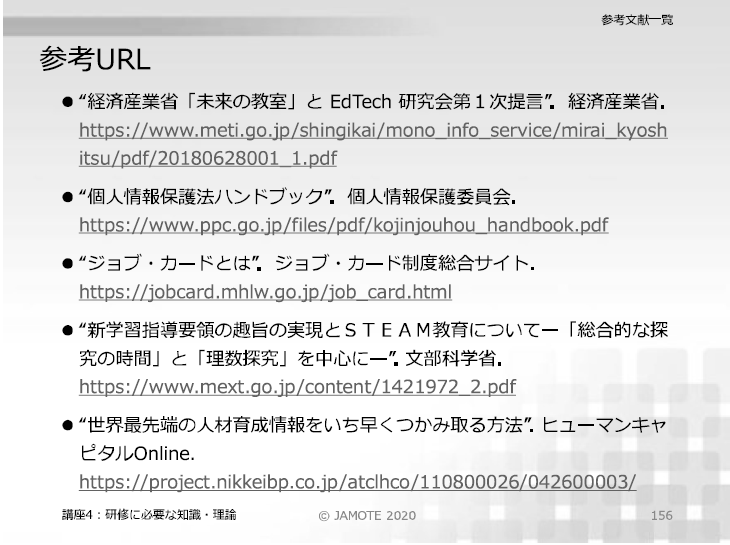 参考文献一覧
参考URL
● “経済産業省「未来の教室」と EdTech 研究会第１次提言”．経済産業省．
https://www.meti.go.jp/shingikai/mono_info_service/mirai_kyosh
itsu/pdf/20180628001_1.pdf
● “個人情報保護法ハンドブック”．個人情報保護委員会．
https://www.ppc.go.jp/files/pdf/kojinjouhou_handbook.pdf
● “ジョブ・カードとは”．ジョブ・カード制度総合サイト．
https://jobcard.mhlw.go.jp/job_card.html
● “新学習指導要領の趣旨の実現とＳＴＥＡＭ教育について―「総合的な探
究の時間」と「理数探究」を中心に―”．文部科学省．
https://www.mext.go.jp/content/1421972_2.pdf
● “世界最先端の人材育成情報をいち早くつかみ取る方法”．ヒューマンキャ
ピタルOnline．
https://project.nikkeibp.co.jp/atclhco/110800026/042600003/
講座4：研修に必要な知識・理論
© JAMOTE 2020
156